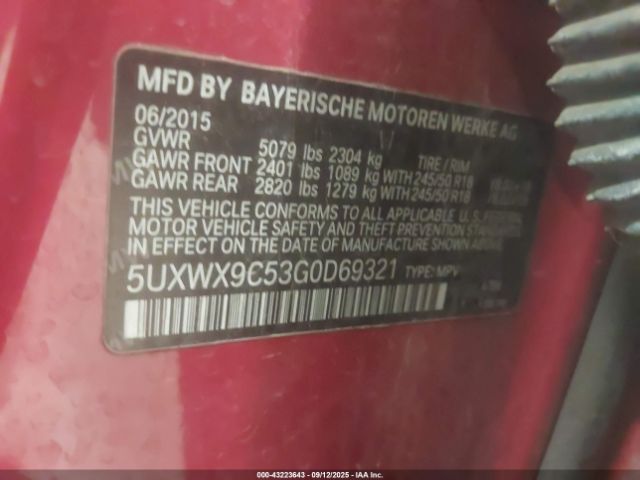 MFD BY BAYERISCHE MOTOREN WERKE AG
06/2015
GVWR 5079 lbs 2304 kg
GAWR FRONT 2401 lbs 1089 kg WITH 245/50 R18
TIRE / RIM
GAWR REAR 2820 lbs 1279 kg WITH 245/50 R18
THIS VEHICLE CONFORMS TO ALL APPLICABLE U.S. FEDERAL
MOTOR VEHICLE SAFETY AND THEFT PREVENTION STANDARDS
IN EFFECT ON THE DATE OF MANUFACTURE SHOWN ABOVE.
5UXWX9C53G0D69321 TYPE: MPV
000-43223643 - 09/12/2025 - IAA Inc.